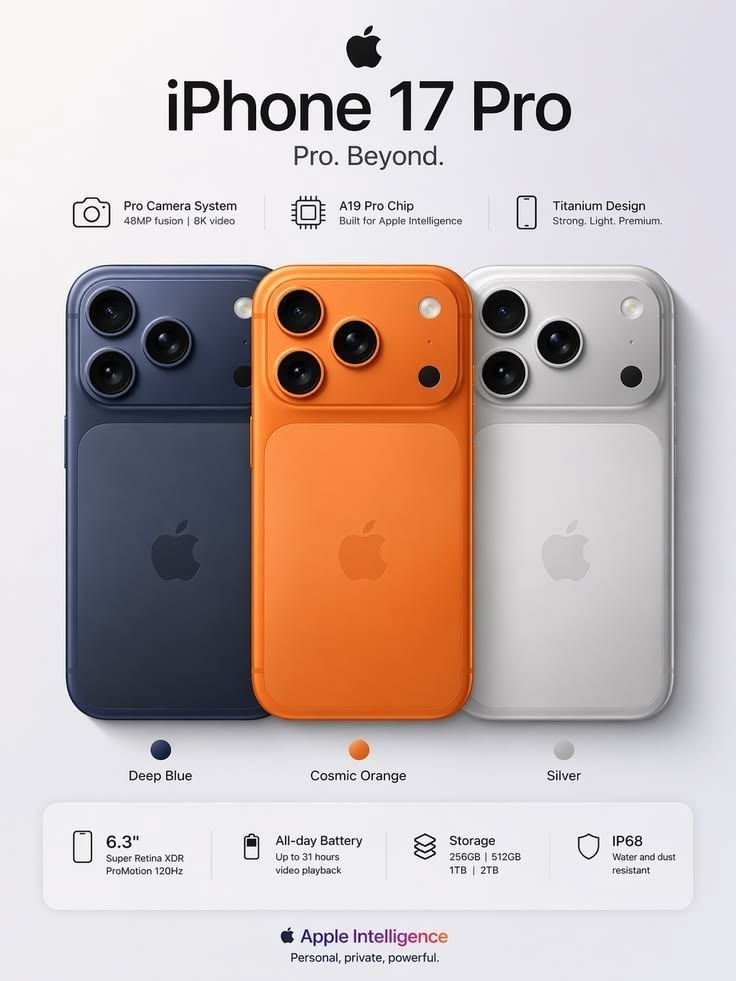 iPhone 17 Pro
Pro. Beyond.
Pro Camera System
48MP fusion | 8K video
A19 Pro Chip
Built for Apple Intelligence
Titanium Design
Strong. Light. Premium.
Deep Blue
Cosmic Orange
Silver
6.3"
Super Retina XDR
ProMotion 120Hz
All-day Battery
Up to 31 hours
video playback
Storage
256GB | 512GB
1TB | 2TB
IP68
Water and dust
resistant
Apple Intelligence
Personal, private, powerful.